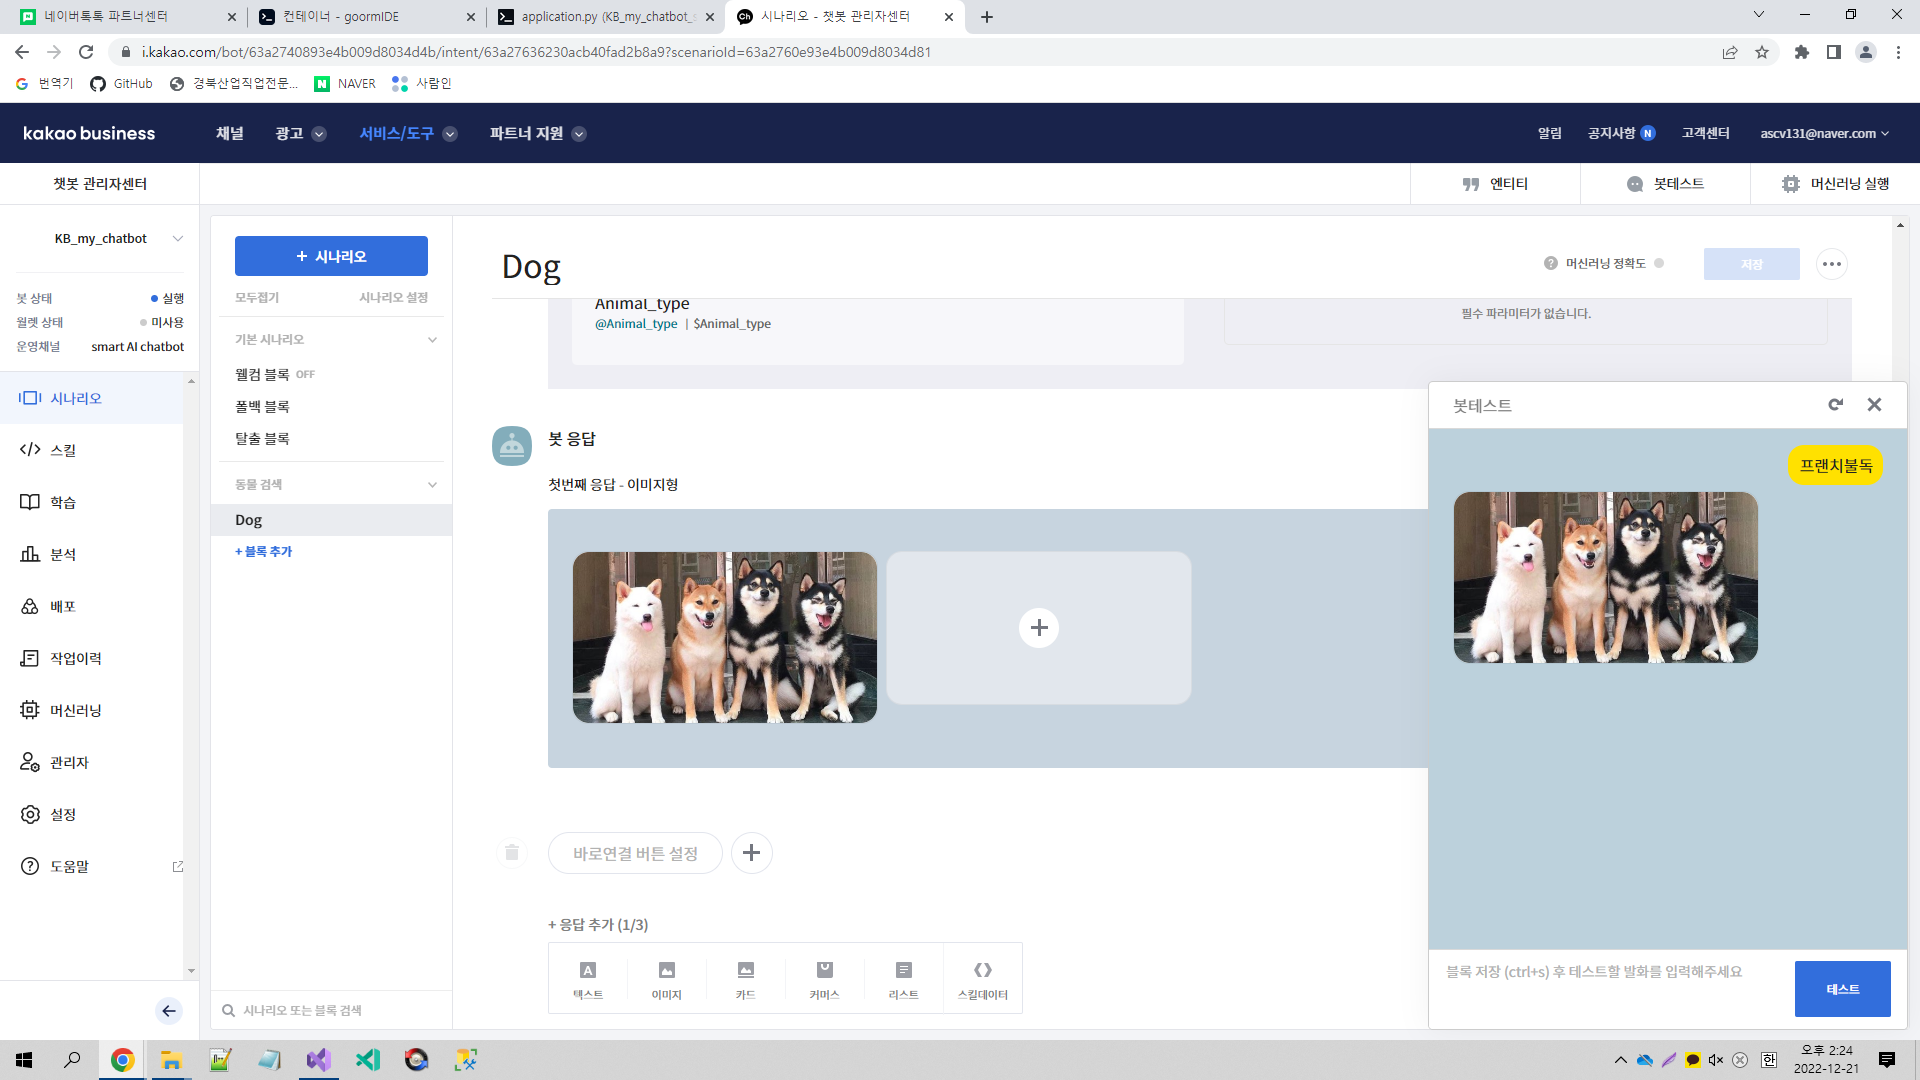 네이버톡톡 파트너센터
컨테이너 - goormIDE
application.py (KB_my_chatbot_s
시나리오 - 챗봇 관리자센터
i.kakao.com/bot/63a2740893e4b009d8034d4b/intent/63a27636230acb40fad2b8a9?scenarioId=63a2760e93e4b009d8034d81
번역기
GitHub
경북산업직업전문...
NAVER
사람인
kakao business
채널
광고
서비스/도구
파트너 지원
알림
공지사항 N
고객센터
ascv131@naver.com
챗봇 관리자센터
엔티티
봇테스트
머신러닝 실행
KB_my_chatbot
봇 상태
실행
월렛 상태
미사용
운영채널
smart AI chatbot
시나리오
스킬
학습
분석
배포
작업이력
머신러닝
관리자
설정
도움말
+ 시나리오
모두접기
시나리오 설정
기본 시나리오
웰컴 블록 OFF
폴백 블록
탈출 블록
동물 검색
Dog
+ 블록 추가
시나리오 또는 블록 검색
Dog
머신러닝 정확도
저장
Animal_type
@Animal_type | $Animal_type
필수 파라미터가 없습니다.
봇 응답
첫번째 응답 - 이미지형
바로연결 버튼 설정
+ 응답 추가 (1/3)
텍스트
이미지
카드
커머스
리스트
스킬데이터
봇테스트
프랜치불독
블록 저장 (ctrl+s) 후 테스트할 발화를 입력해주세요
테스트
한
오후 2:24
2022-12-21